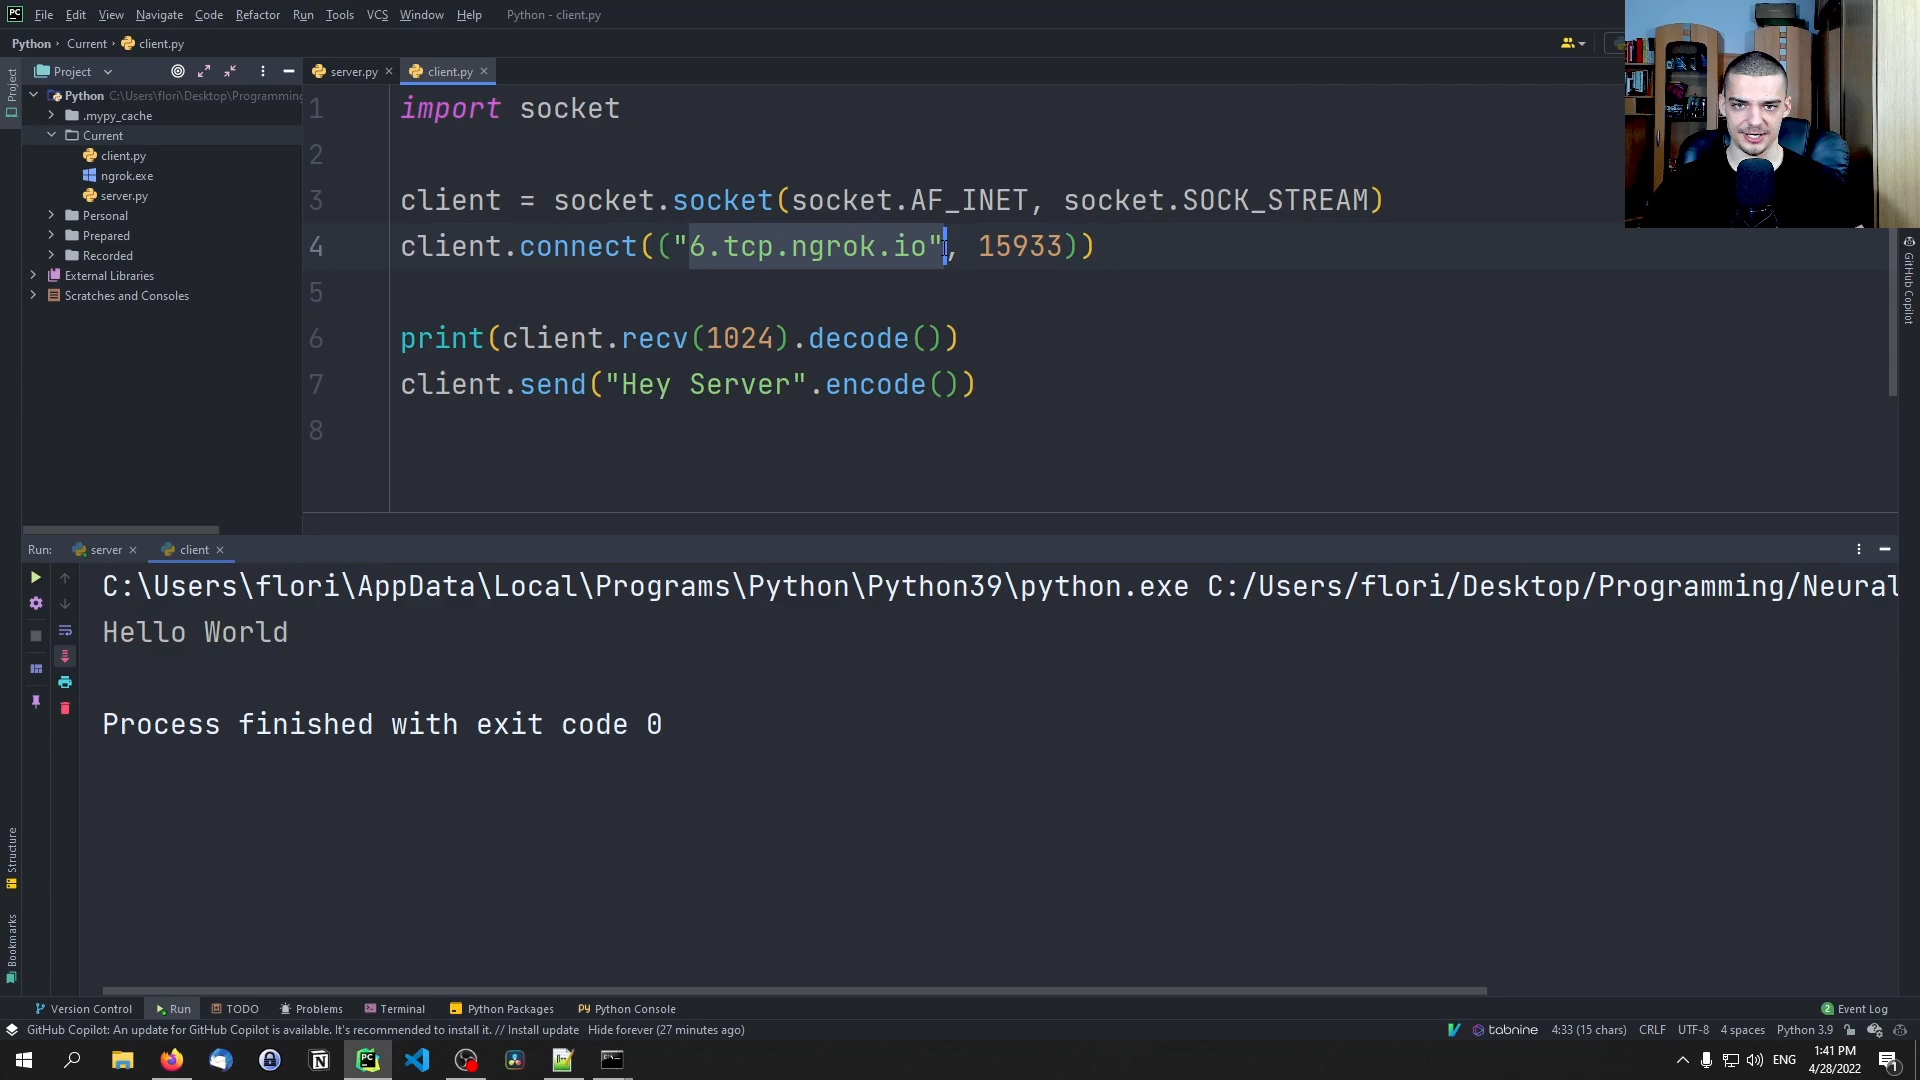 PC File Edit View Navigate Code Refactor Run Tools VCS Window Help Python - client.py
Python › Current › client.py
Project
Project
server.py
client.py
Python C:\Users\flori\Desktop\Programming
.mypy_cache
Current
client.py
ngrok.exe
server.py
Personal
Prepared
Recorded
External Libraries
Scratches and Consoles
1 import socket
2
3 client = socket.socket(socket.AF_INET, socket.SOCK_STREAM)
4 client.connect(("6.tcp.ngrok.io", 15933))
5
6 print(client.recv(1024).decode())
7 client.send("Hey Server".encode())
8
GitHub Copilot
Run: server client
C:\Users\flori\AppData\Local\Programs\Python\Python39\python.exe C:/Users/flori/Desktop/Programming/Neural
Hello World
Process finished with exit code 0
Structure
Bookmarks
Version Control Run TODO Problems Terminal Python Packages Python Console 2 Event Log
GitHub Copilot: An update for GitHub Copilot is available. It's recommended to install it. // Install update Hide forever (27 minutes ago) tabnine 4:33 (15 chars) CRLF UTF-8 4 spaces Python 3.9
ENG
1:41 PM
4/28/2022
1